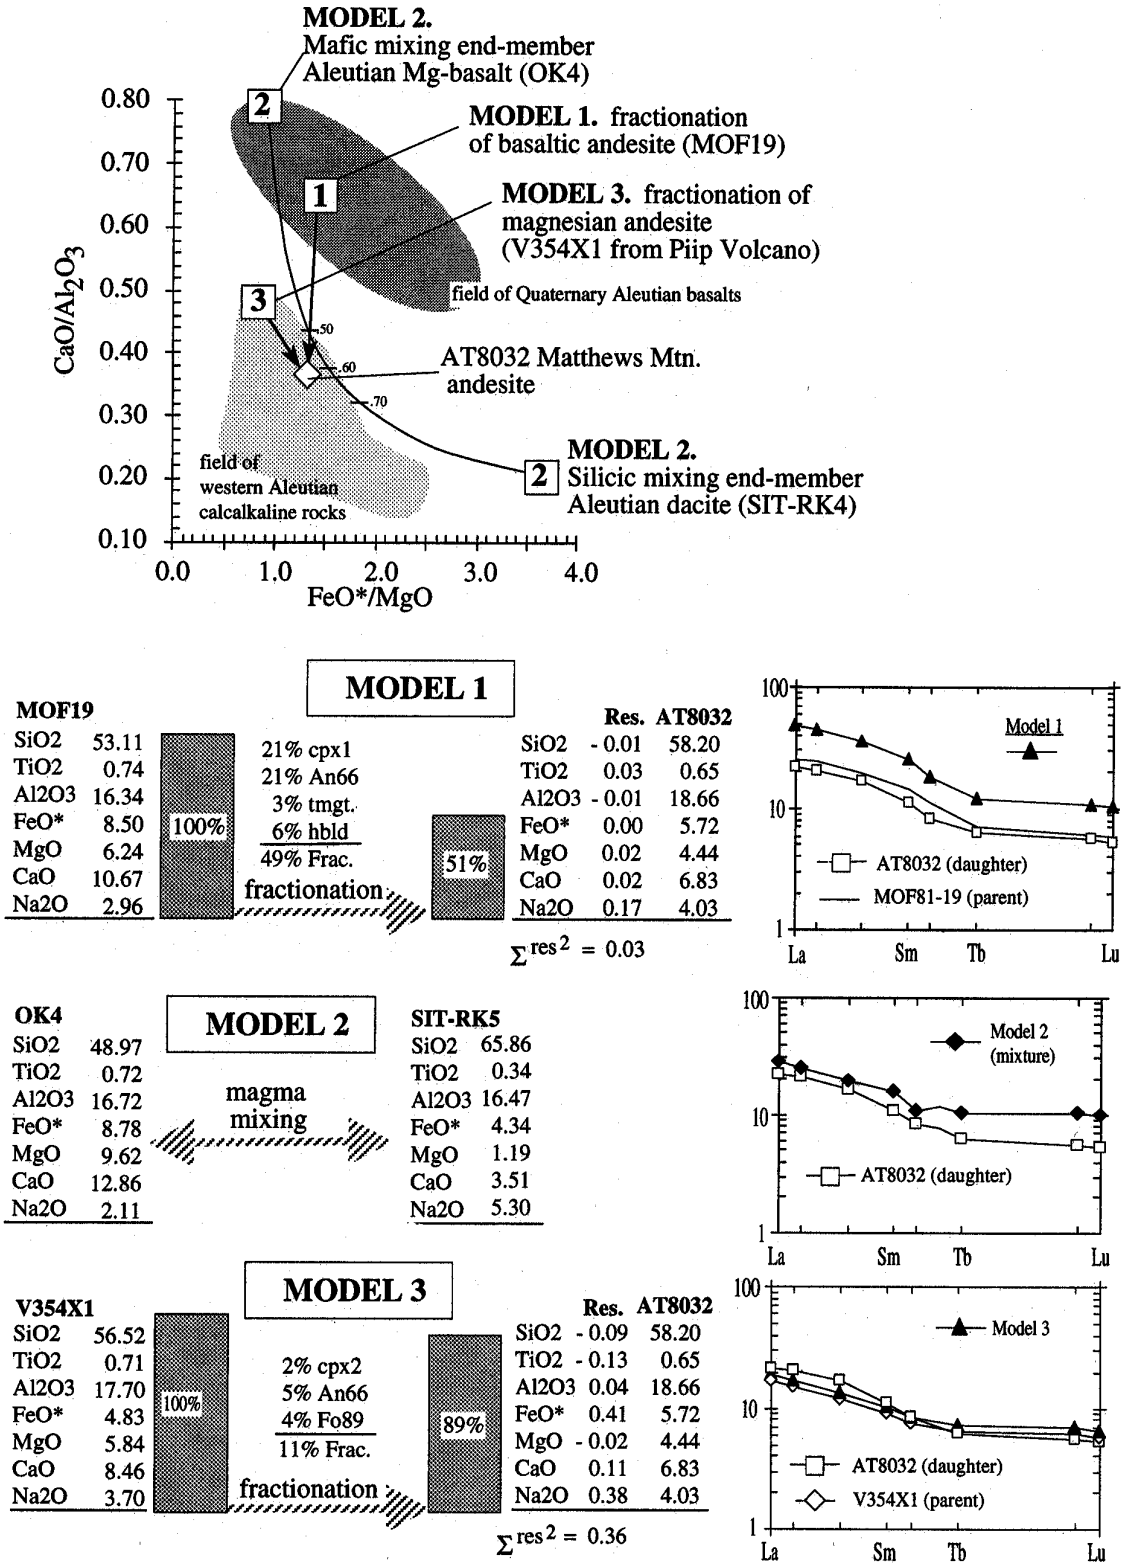 MODEL 2.
Mafic mixing end-member
Aleutian Mg-basalt (OK4)
MODEL 1. fractionation
of basaltic andesite (MOF19)
MODEL 3. fractionation of
magnesian andesite
(V354X1 from Piip Volcano)
field of Quaternary Aleutian basalts
AT8032 Matthews Mtn.
andesite
MODEL 2.
Silicic mixing end-member
Aleutian dacite (SIT-RK4)
field of
western Aleutian
calcalkaline rocks
2
1
3
2
.50
.60
.70
CaO/Al2O3
0.80
0.70
0.60
0.50
0.40
0.30
0.20
0.10
0.0 1.0 2.0 3.0 4.0
FeO*/MgO
MODEL 1
MOF19
SiO2 53.11
TiO2 0.74
Al2O3 16.34
FeO* 8.50
MgO 6.24
CaO 10.67
Na2O 2.96
100%
21% cpx1
21% An66
3% tmgt.
6% hbld
49% Frac.
fractionation
51%
Res. AT8032
SiO2 - 0.01 58.20
TiO2 0.03 0.65
Al2O3 - 0.01 18.66
FeO* 0.00 5.72
MgO 0.02 4.44
CaO 0.02 6.83
Na2O 0.17 4.03
Σ res 2 = 0.03
100
10
1
Model 1
AT8032 (daughter)
MOF81-19 (parent)
La Sm Tb Lu
MODEL 2
OK4
SiO2 48.97
TiO2 0.72
Al2O3 16.72
FeO* 8.78
MgO 9.62
CaO 12.86
Na2O 2.11
magma
mixing
SIT-RK5
SiO2 65.86
TiO2 0.34
Al2O3 16.47
FeO* 4.34
MgO 1.19
CaO 3.51
Na2O 5.30
100
10
1
Model 2
(mixture)
AT8032 (daughter)
La Sm Tb Lu
MODEL 3
V354X1
SiO2 56.52
TiO2 0.71
Al2O3 17.70
FeO* 4.83
MgO 5.84
CaO 8.46
Na2O 3.70
100%
2% cpx2
5% An66
4% Fo89
11% Frac.
fractionation
89%
Res. AT8032
SiO2 - 0.09 58.20
TiO2 - 0.13 0.65
Al2O3 0.04 18.66
FeO* 0.41 5.72
MgO - 0.02 4.44
CaO 0.11 6.83
Na2O 0.38 4.03
Σ res 2 = 0.36
100
10
1
Model 3
AT8032 (daughter)
V354X1 (parent)
La Sm Tb Lu